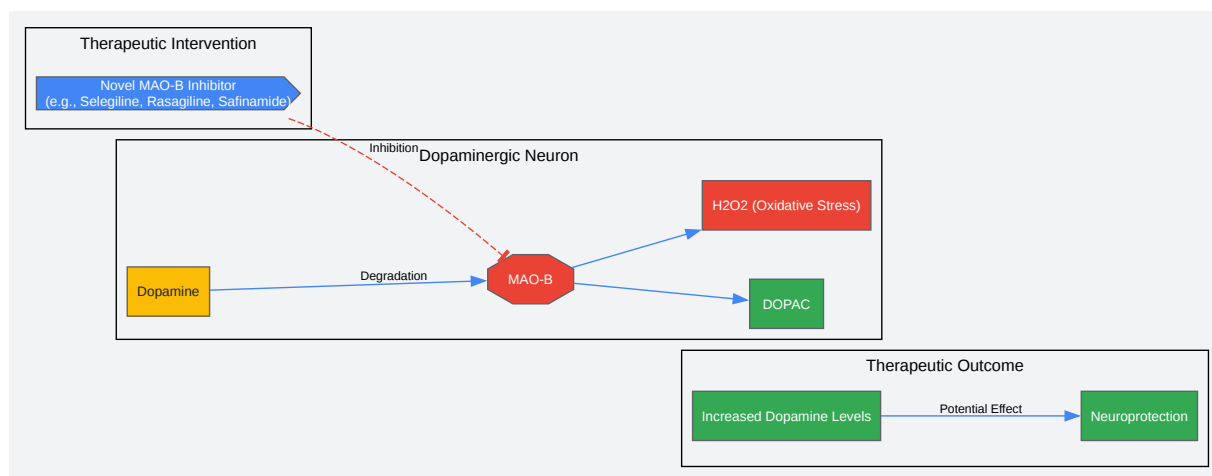 Therapeutic Intervention
Novel MAO-B Inhibitor
(e.g., Selegiline, Rasagiline, Safinamide)
Inhibition
Dopaminergic Neuron
H2O2 (Oxidative Stress)
Dopamine
Degradation
MAO-B
DOPAC
Therapeutic Outcome
Increased Dopamine Levels
Potential Effect
Neuroprotection